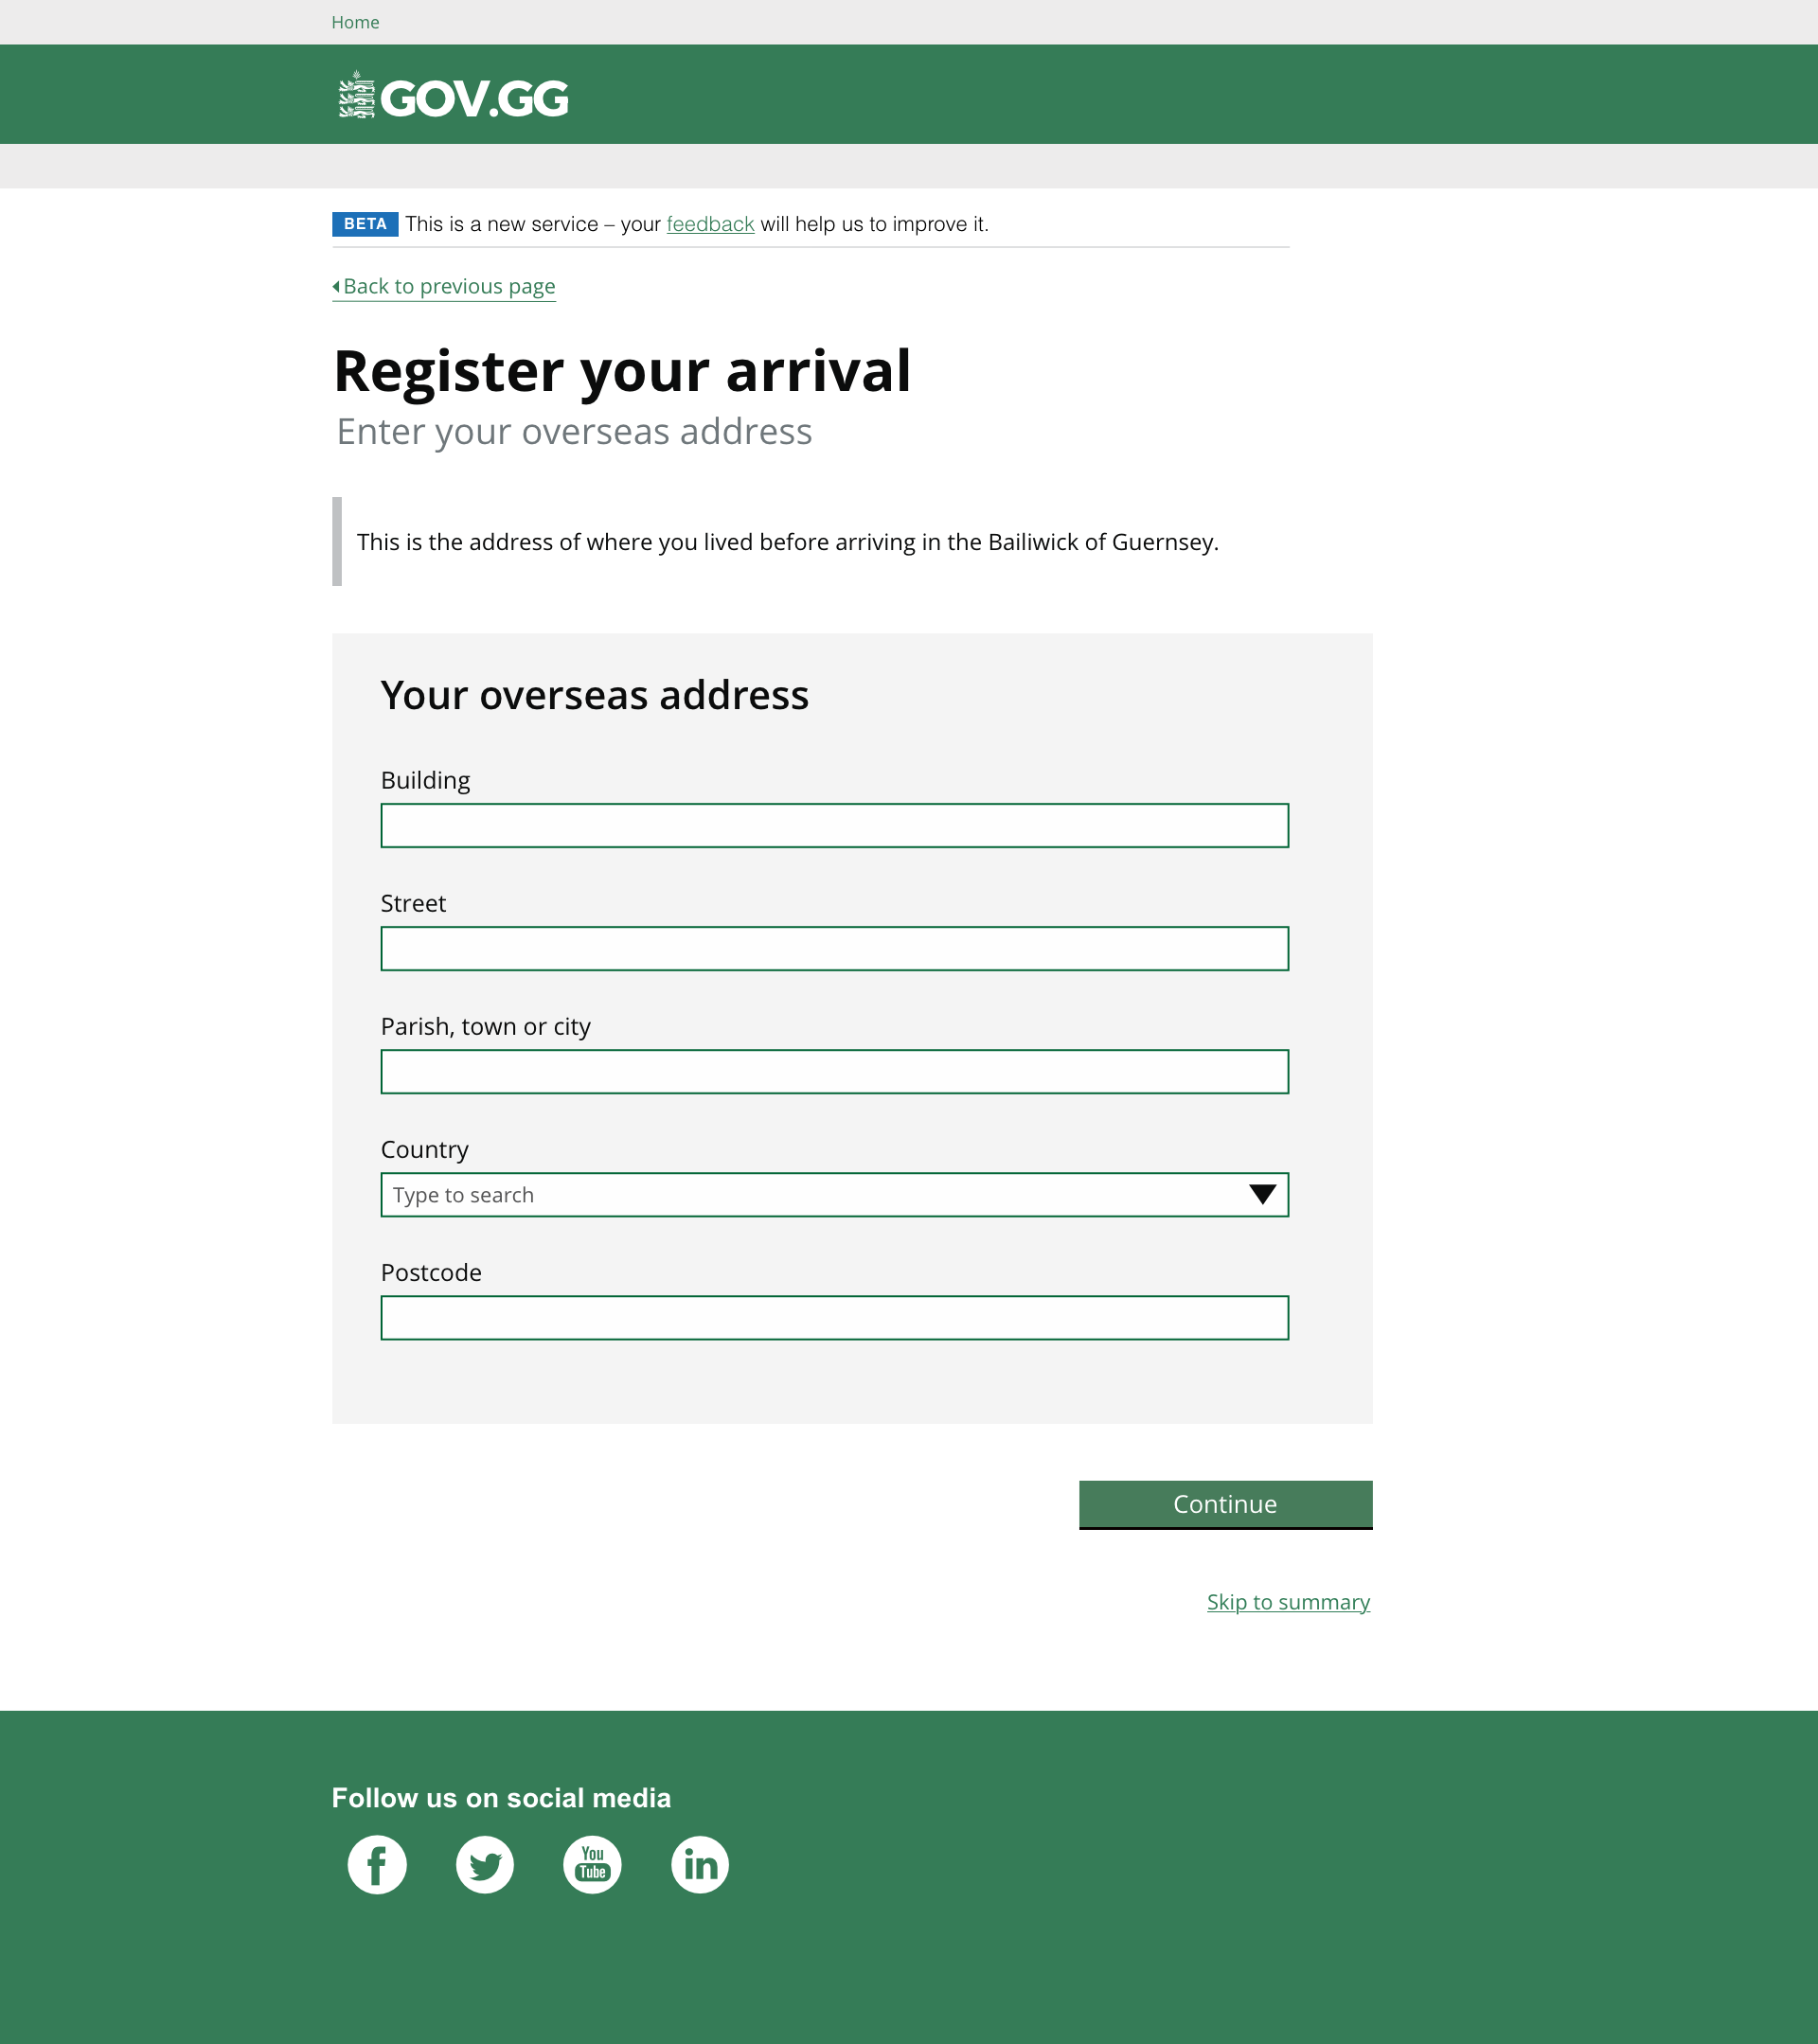 Home
GOV.GG
BETA This is a new service – your feedback will help us to improve it.
Back to previous page
Register your arrival
Enter your overseas address
This is the address of where you lived before arriving in the Bailiwick of Guernsey.
Your overseas address
Building
Street
Parish, town or city
Country
Type to search
Postcode
Continue
Skip to summary
Follow us on social media
f You Tube in